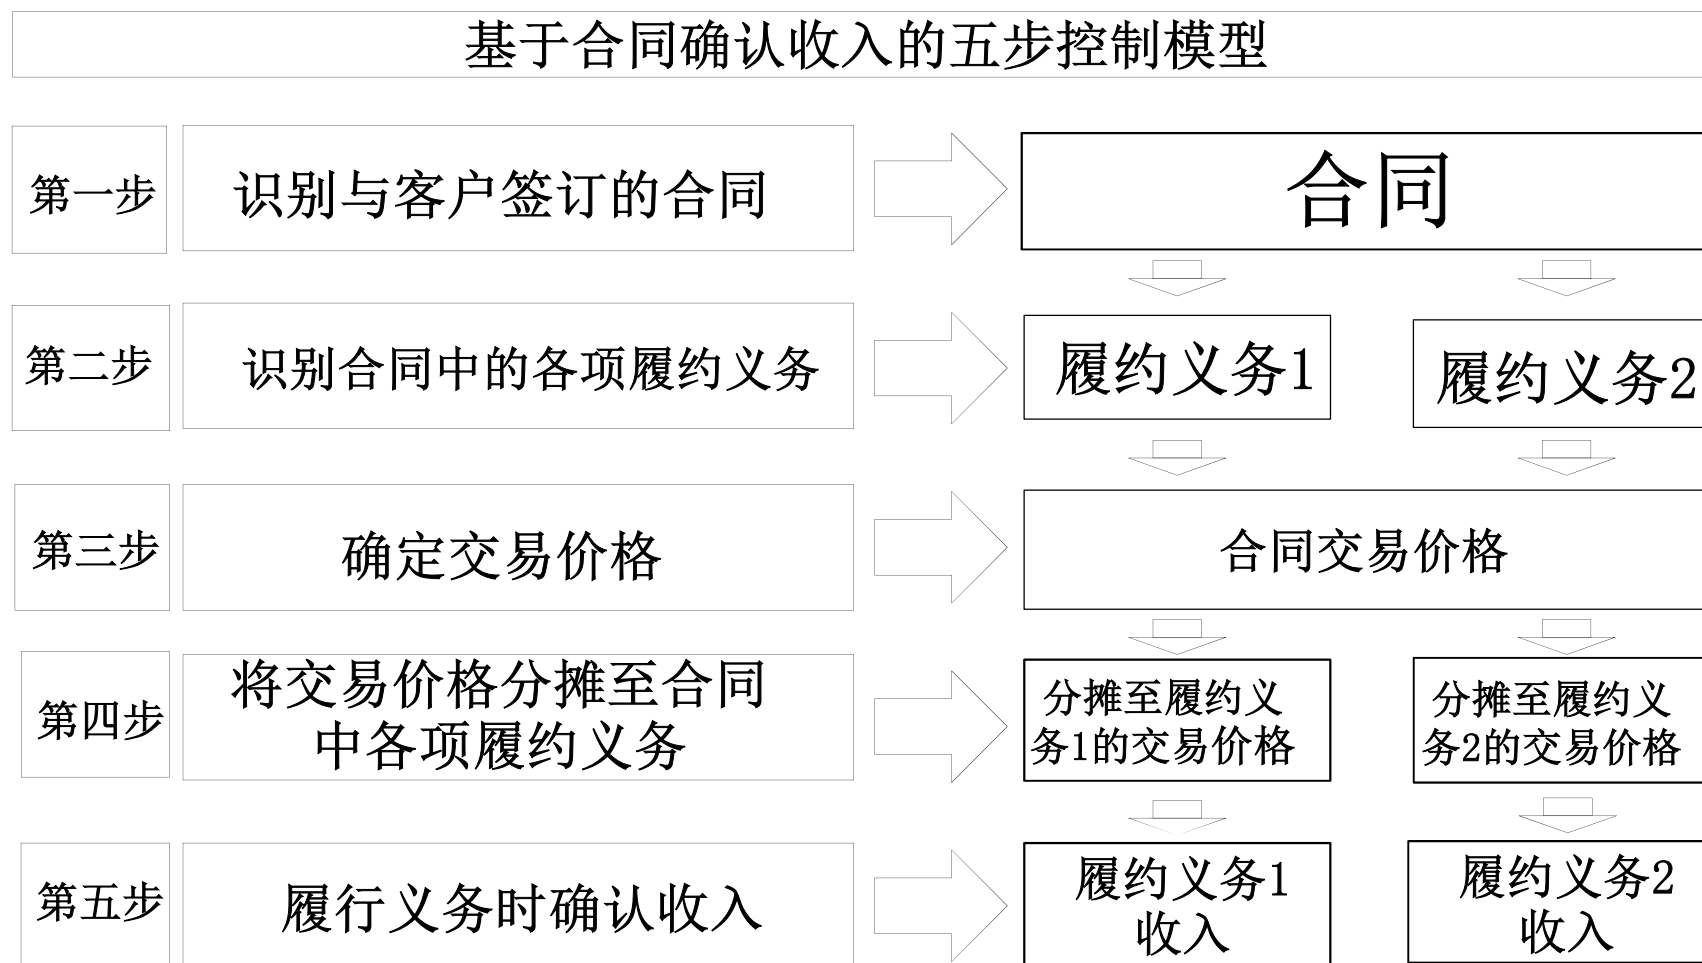 基于合同确认收入的五步控制模型
第一步
识别与客户签订的合同
合同
第二步
识别合同中的各项履约义务
履约义务1
履约义务2
第三步
确定交易价格
合同交易价格
第四步
将交易价格分摊至合同
中各项履约义务
分摊至履约义
务1的交易价格
分摊至履约义
务2的交易价格
第五步
履行义务时确认收入
履约义务1
收入
履约义务2
收入